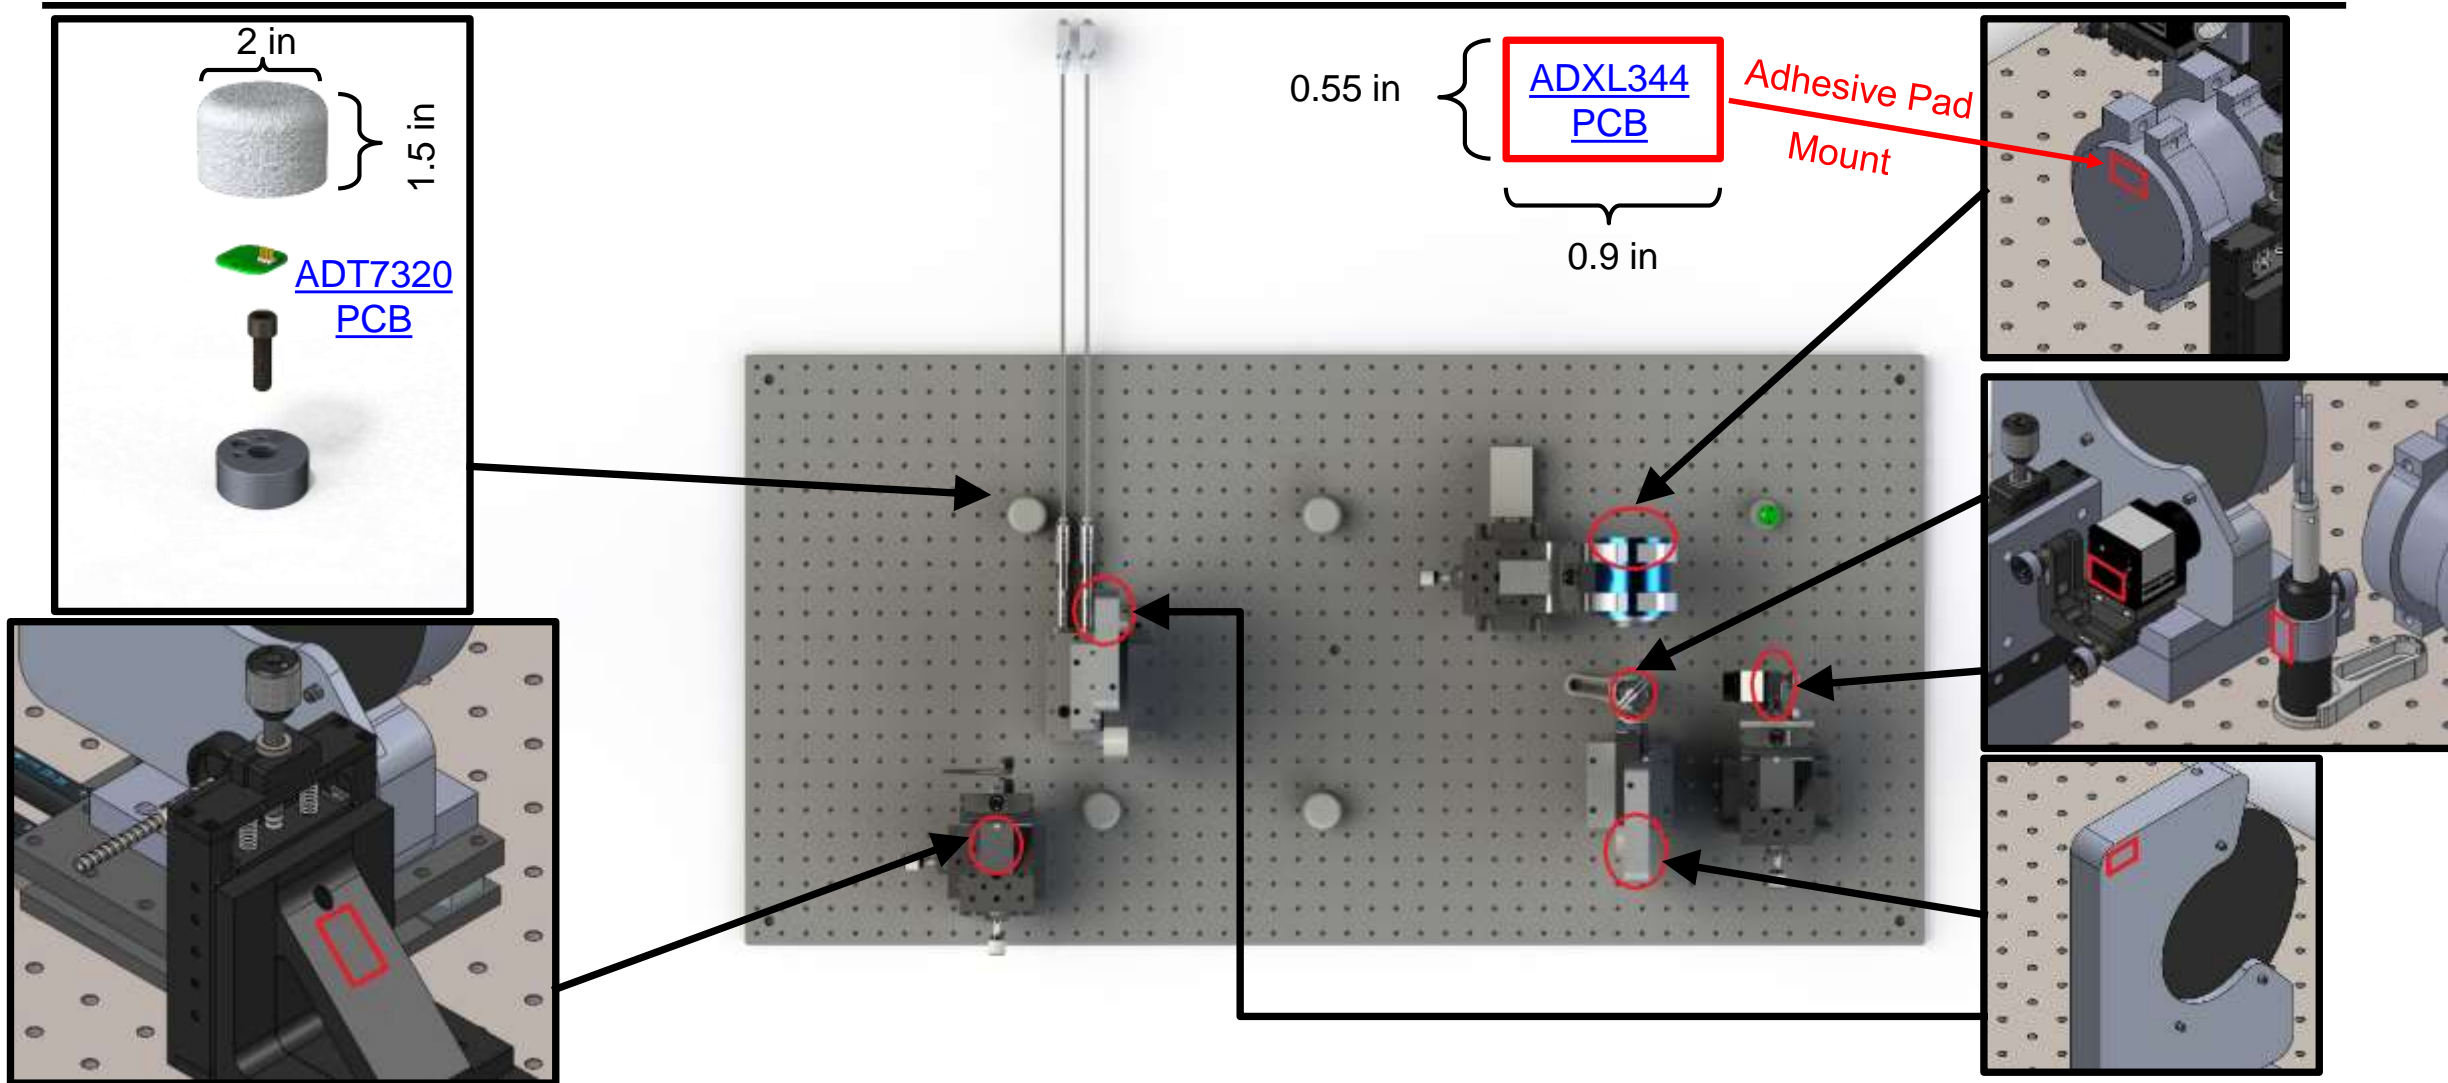 2 in
1.5 in
ADT7320
PCB
0.55 in
ADXL344
PCB
0.9 in
Adhesive Pad
Mount